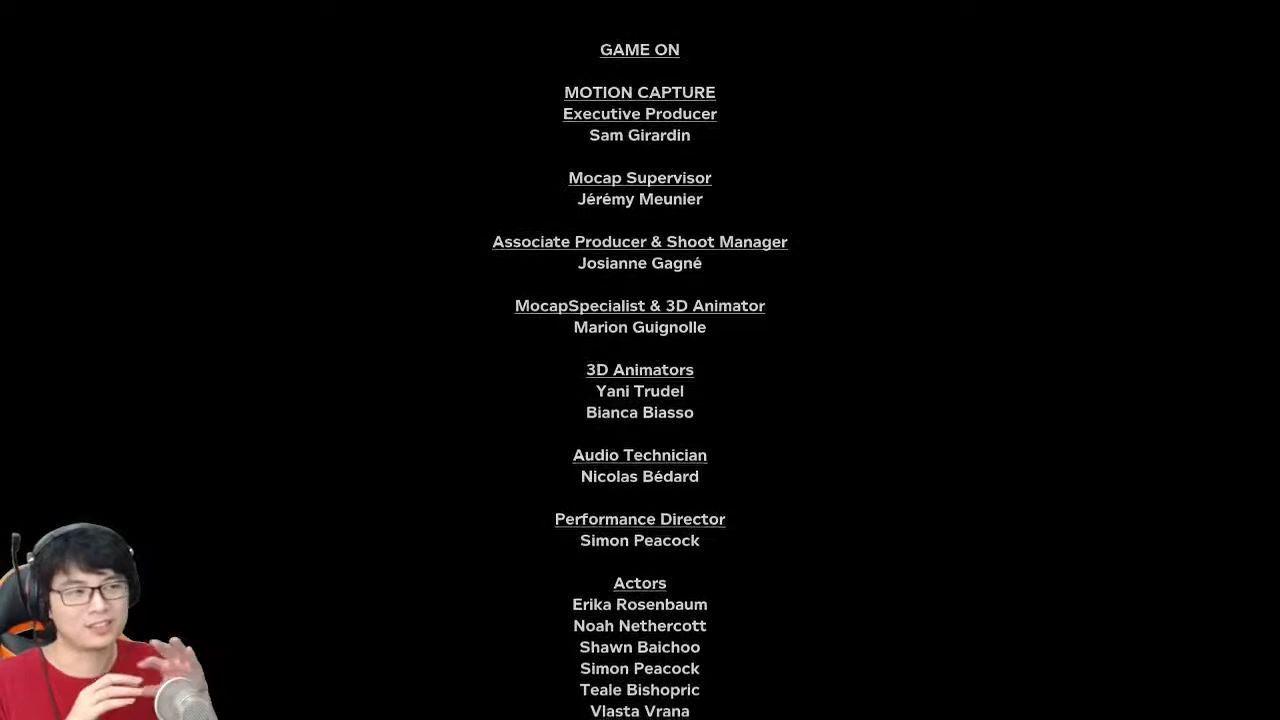 GAME ON
MOTION CAPTURE
Executive Producer
Sam Girardin
Mocap Supervisor
Jérémy Meunier
Associate Producer & Shoot Manager
Josianne Gagné
MocapSpecialist & 3D Animator
Marion Guignolle
3D Animators
Yani Trudel
Bianca Biasso
Audio Technician
Nicolas Bédard
Performance Director
Simon Peacock
Actors
Erika Rosenbaum
Noah Nethercott
Shawn Baichoo
Simon Peacock
Teale Bishopric
Vlasta Vrana